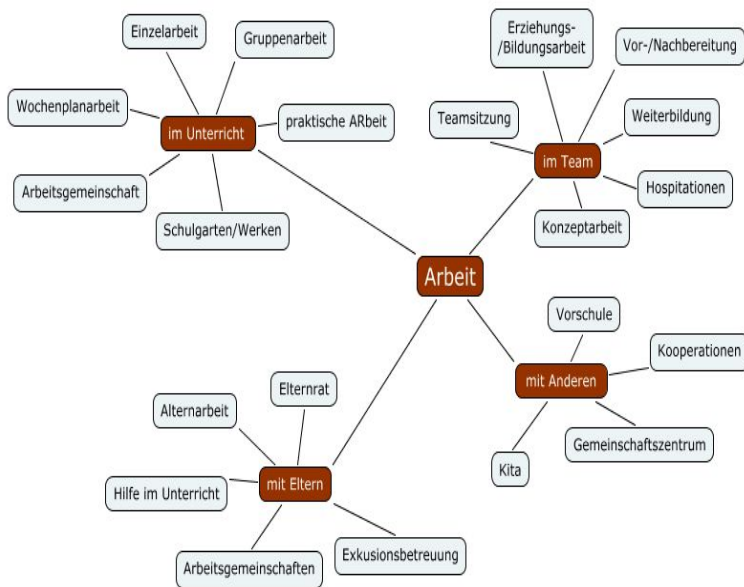 Einzelarbeit
Gruppenarbeit
Wochenplanarbeit
im Unterricht
praktische ARbeit
Arbeitsgemeinschaft
Schulgarten/Werken
Erziehungs-
/Bildungsarbeit
Vor-/Nachbereitung
Teamsitzung
Weiterbildung
im Team
Hospitationen
Konzeptarbeit
Arbeit
Vorschule
Kooperationen
mit Anderen
Gemeinschaftszentrum
Kita
Elternrat
Alternarbeit
Hilfe im Unterricht
mit Eltern
Arbeitsgemeinschaften
Exkusionsbetreuung